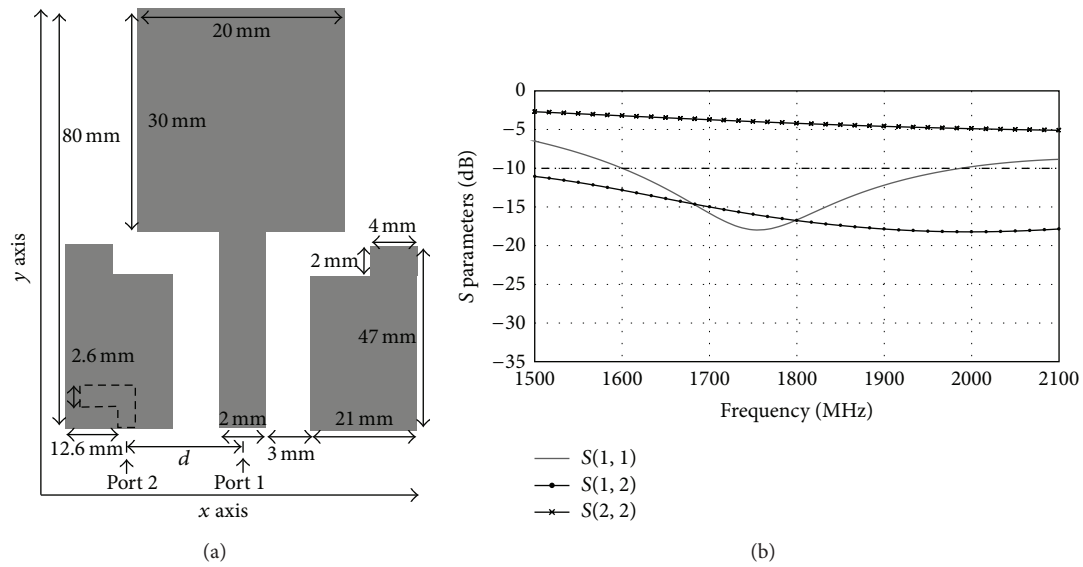 20 mm
80 mm
30 mm
4 mm
2 mm
47 mm
2.6 mm
2 mm
21 mm
12.6 mm
d
3 mm
Port 2
Port 1
x axis
y axis
(a)
0
−5
−10
−15
−20
−25
−30
−35
S parameters (dB)
1500
1600
1700
1800
1900
2000
2100
Frequency (MHz)
S(1, 1)
S(1, 2)
S(2, 2)
(b)